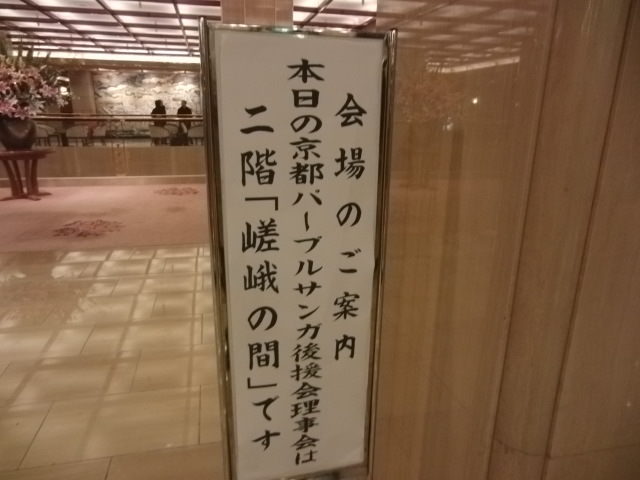 会場のご案内
本日の京都パープルサンガ後援会理事会は
二階「嵯峨の間」です